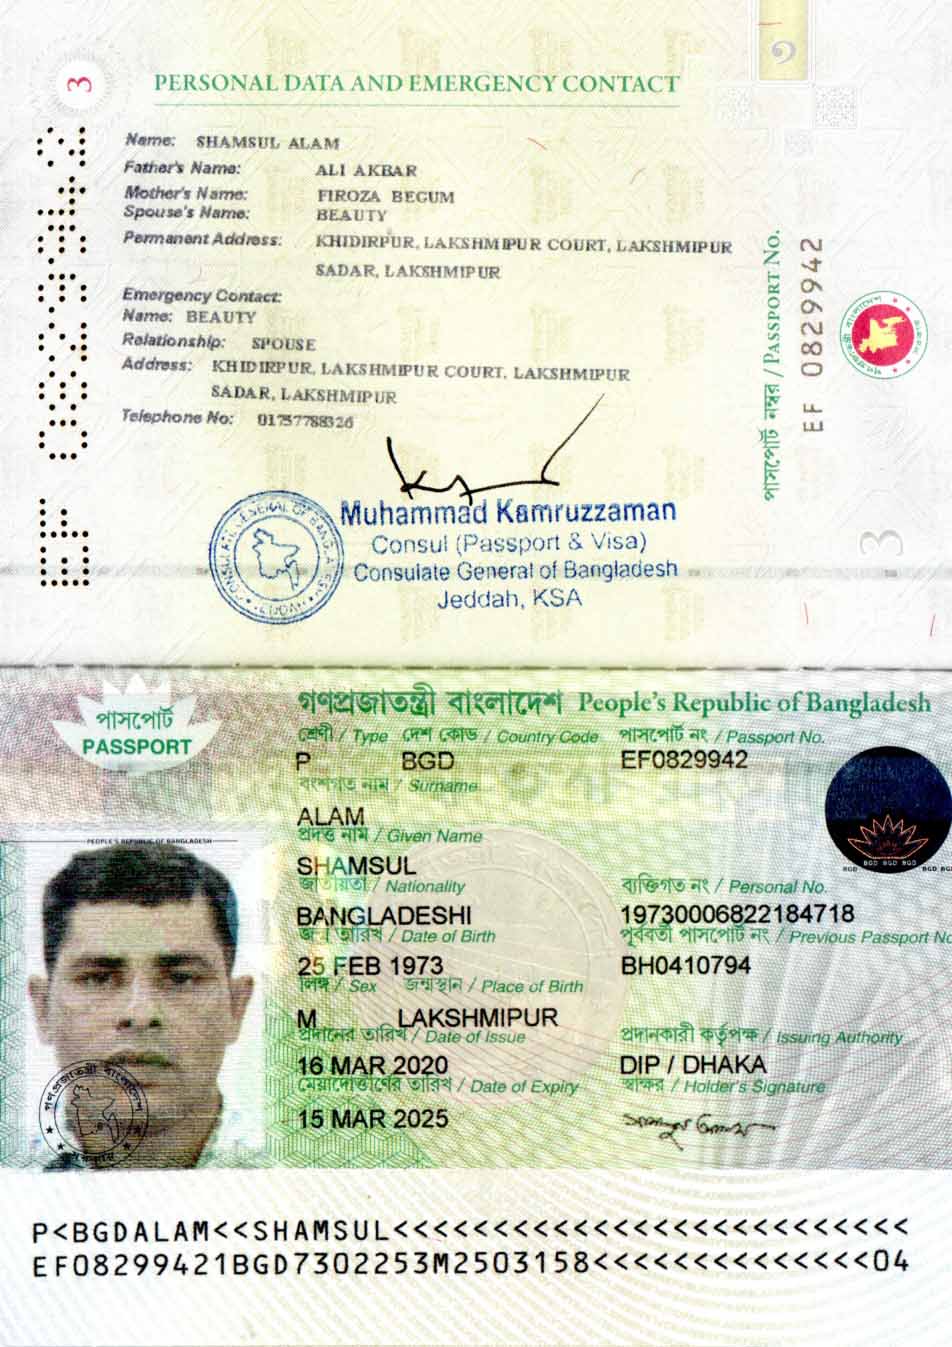 3
PERSONAL DATA AND EMERGENCY CONTACT
Name: SHAMSUL ALAM
Father's Name: ALI AKBAR
Mother's Name: FIROZA BEGUM
Spouse's Name: BEAUTY
Permanent Address: KHIDIRPUR, LAKSHMIPUR COURT, LAKSHMIPUR
SADAR, LAKSHMIPUR
Emergency Contact:
Name: BEAUTY
Relationship: SPOUSE
Address: KHIDIRPUR, LAKSHMIPUR COURT, LAKSHMIPUR
SADAR, LAKSHMIPUR
Telephone No: 01757788326
EF 0829942
পাসপোর্ট নম্বর / PASSPORT NO.
EF 0829942
3
Muhammad Kamruzzaman
Consul (Passport & Visa)
Consulate General of Bangladesh
Jeddah, KSA
পাসপোর্ট
PASSPORT
গণপ্রজাতন্ত্রী বাংলাদেশ People's Republic of Bangladesh
শ্রেণী / Type দেশ কোড / Country Code পাসপোর্ট নং / Passport No.
P BGD EF0829942
বংশগত নাম / Surname
ALAM
প্রদত্ত নাম / Given Name
SHAMSUL
জাতীয়তা / Nationality ব্যক্তিগত নং / Personal No.
BANGLADESHI 19730006822184718
জন্ম তারিখ / Date of Birth পূর্ববর্তী পাসপোর্ট নং / Previous Passport No
25 FEB 1973 BH0410794
লিঙ্গ / Sex জন্মস্থান / Place of Birth
M LAKSHMIPUR
প্রদানের তারিখ / Date of Issue প্রদানকারী কর্তৃপক্ষ / Issuing Authority
16 MAR 2020 DIP / DHAKA
মেয়াদোত্তীর্ণের তারিখ / Date of Expiry স্বাক্ষর / Holder's Signature
15 MAR 2025
PEOPLE'S REPUBLIC OF BANGLADESH
BGD BGD BGD
BGD BGD
P<BGDALAM<<SHAMSUL<<<<<<<<<<<<<<<<<<<<<<<<<<
EF08299421BGD7302253M2503158<<<<<<<<<<<<<<04